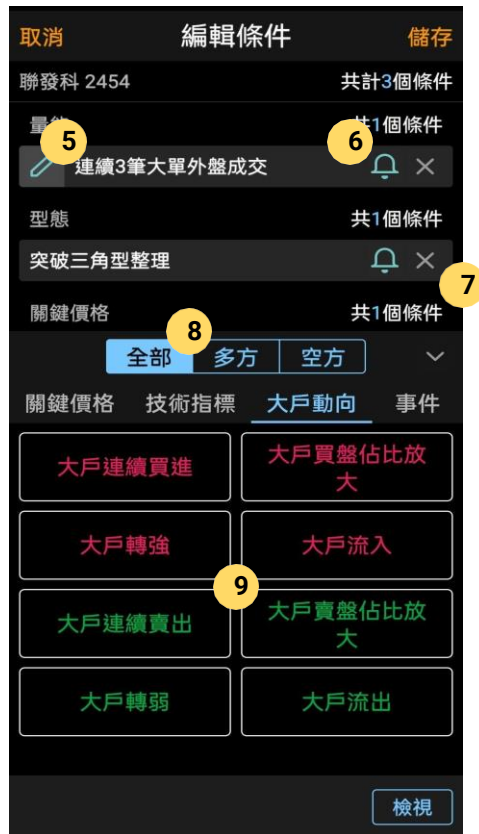 取消 編輯條件 儲存
聯發科 2454 共計3個條件
5 6
共1個條件
連續3筆大單外盤成交
型態 共1個條件
突破三角型整理
7
關鍵價格 共1個條件
8
全部 多方 空方
關鍵價格 技術指標 大戶動向 事件
大戶連續買進 大戶買盤佔比放
大
大戶轉強 大戶流入
9
大戶連續賣出 大戶賣盤佔比放
大
大戶轉弱 大戶流出
檢視